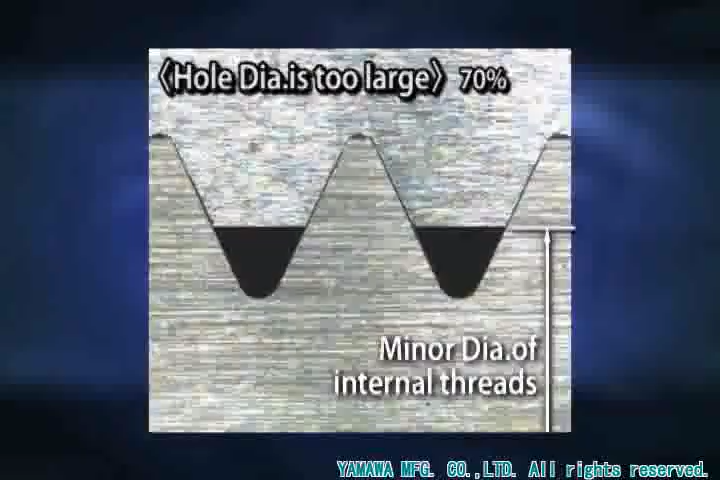 〈Hole Dia.is too large〉 70%
Minor Dia.of
internal threads
YAMAWA MFG. CO.,LTD. All rights reserved.